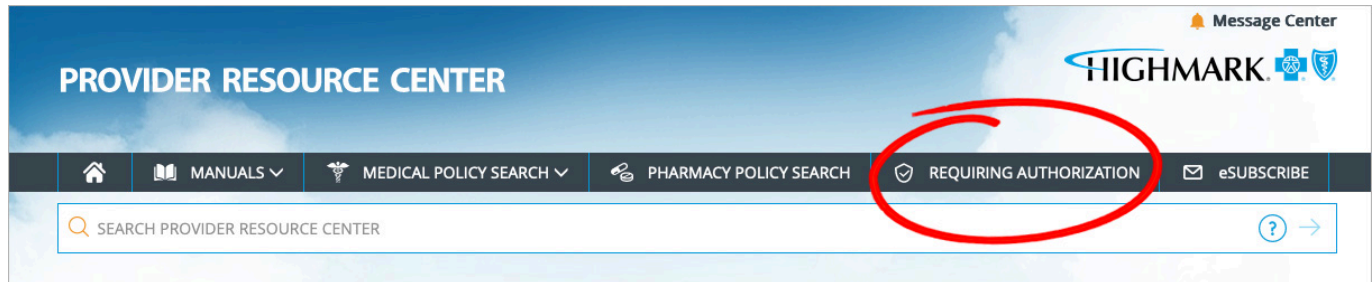 Message Center
PROVIDER RESOURCE CENTER
HIGHMARK.
MANUALS MEDICAL POLICY SEARCH PHARMACY POLICY SEARCH REQUIRING AUTHORIZATION eSUBSCRIBE
SEARCH PROVIDER RESOURCE CENTER ?